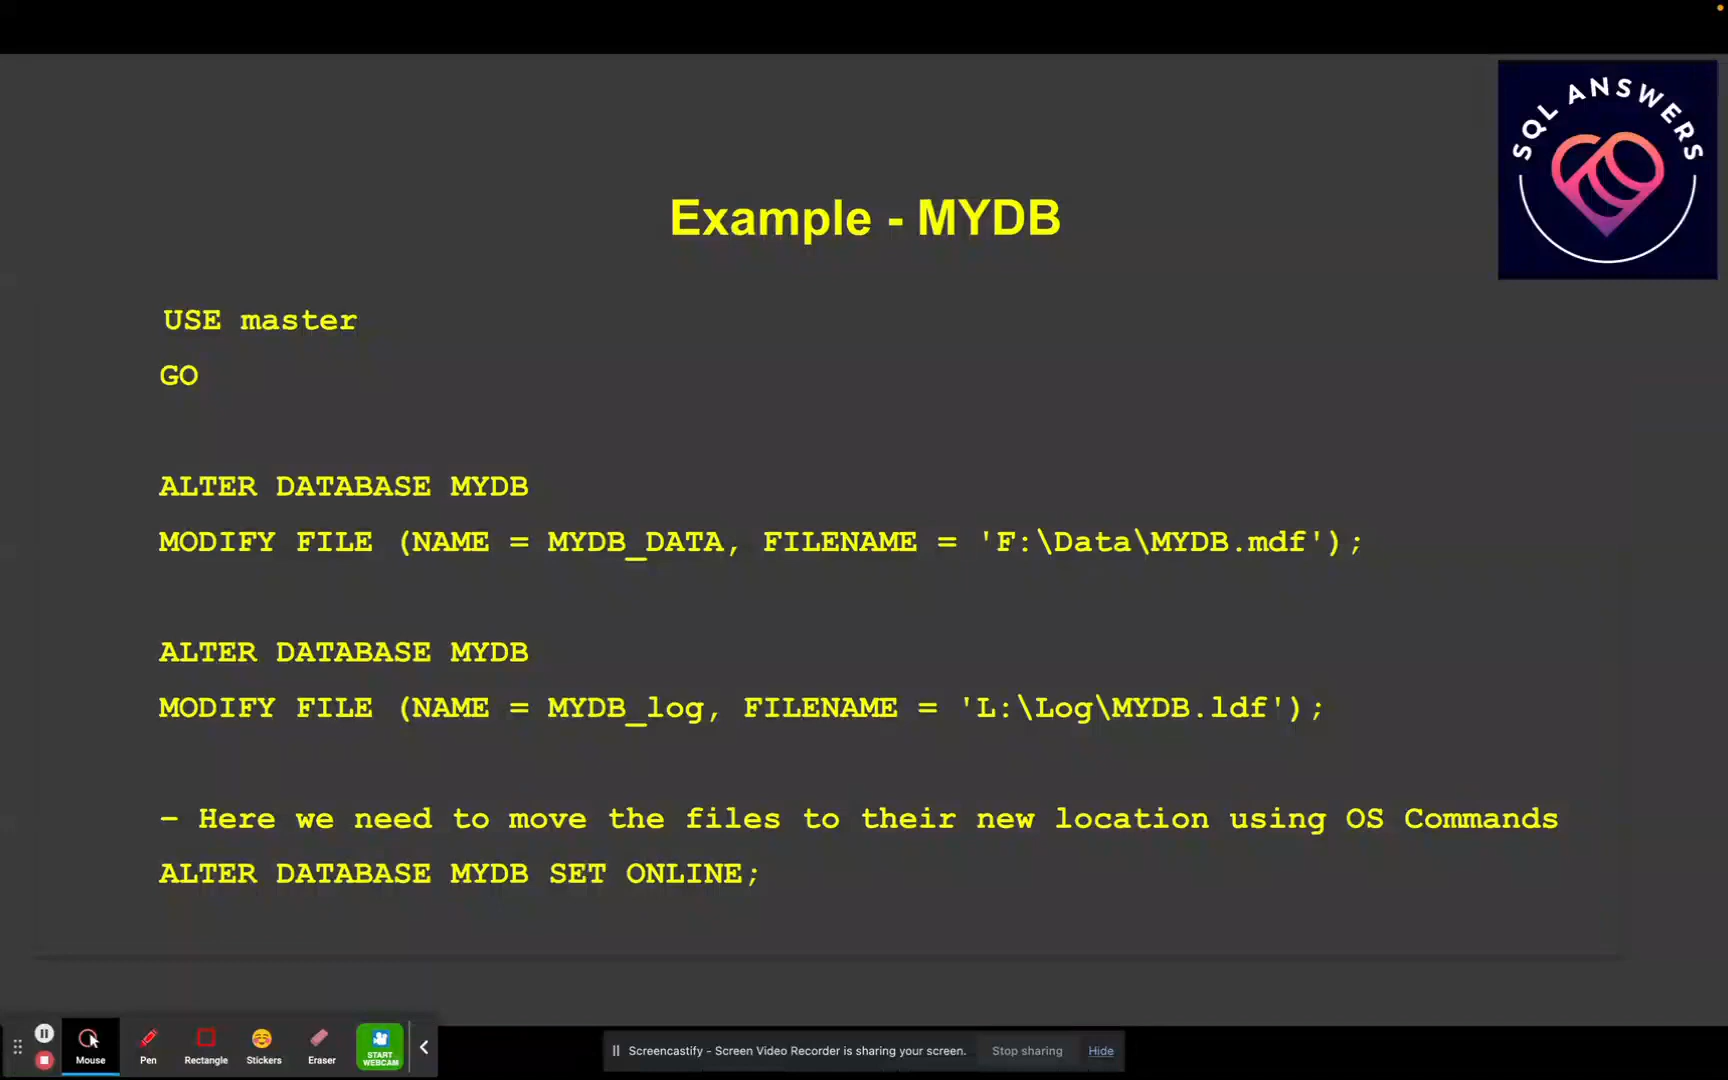 SQL ANSWERS
Example - MYDB
USE master
GO
ALTER DATABASE MYDB
MODIFY FILE (NAME = MYDB_DATA, FILENAME = 'F:\Data\MYDB.mdf');
ALTER DATABASE MYDB
MODIFY FILE (NAME = MYDB_log, FILENAME = 'L:\Log\MYDB.ldf');
– Here we need to move the files to their new location using OS Commands
ALTER DATABASE MYDB SET ONLINE;
Mouse
Pen
Rectangle
Stickers
Eraser
START
WEBCAM
Screencastify - Screen Video Recorder is sharing your screen.
Stop sharing
Hide